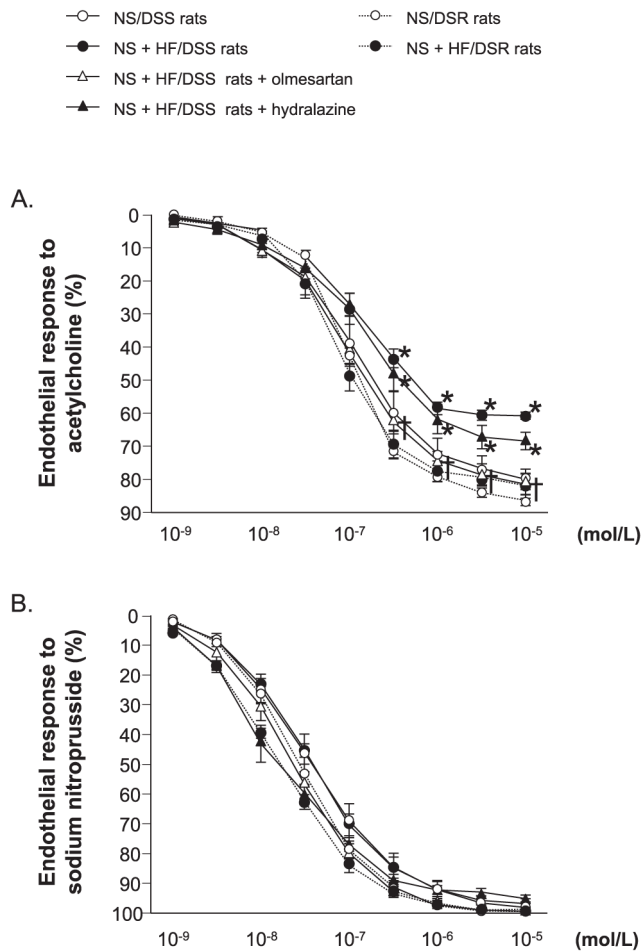 NS/DSS rats
NS/DSR rats
NS + HF/DSS rats
NS + HF/DSR rats
NS + HF/DSS rats + olmesartan
NS + HF/DSS rats + hydralazine
A.
Endothelial response to
acetylcholine (%)
0
10
20
30
40
50
60
70
80
90
* * * *
* * * *
† † † †
10⁻⁹ 10⁻⁸ 10⁻⁷ 10⁻⁶ 10⁻⁵ (mol/L)
B.
Endothelial response to
sodium nitroprusside (%)
0
10
20
30
40
50
60
70
80
90
100
10⁻⁹ 10⁻⁸ 10⁻⁷ 10⁻⁶ 10⁻⁵ (mol/L)